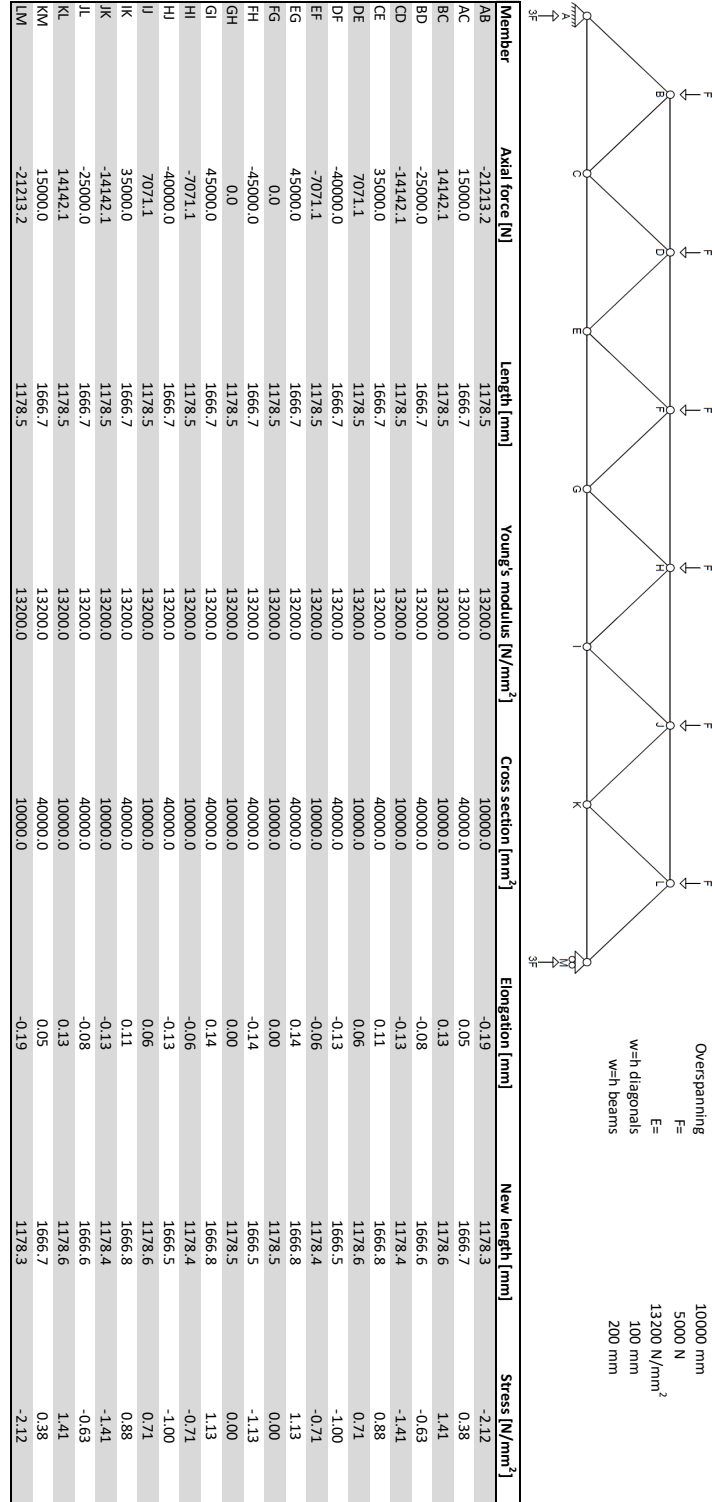 F F F F F F
B D F H J L
A C E G I K M
3F 3F
Overspanning 10000 mm
F= 5000 N
E= 13200 N/mm²
w=h diagonals 100 mm
w=h beams 200 mm
Member Axial force [N] Length [mm] Young's modulus [N/mm²] Cross section [mm²] Elongation [mm] New length [mm] Stress [N/mm²]
AB -21213.2 1178.5 13200.0 10000.0 -0.19 1178.3 -2.12
AC 15000.0 1666.7 13200.0 40000.0 0.05 1666.7 0.38
BC 14142.1 1178.5 13200.0 10000.0 0.13 1178.6 1.41
BD -25000.0 1666.7 13200.0 40000.0 -0.08 1666.6 -0.63
CD -14142.1 1178.5 13200.0 10000.0 -0.13 1178.4 -1.41
CE 35000.0 1666.7 13200.0 40000.0 0.11 1666.8 0.88
DE 7071.1 1178.5 13200.0 10000.0 0.06 1178.6 0.71
DF -40000.0 1666.7 13200.0 40000.0 -0.13 1666.5 -1.00
EF -7071.1 1178.5 13200.0 10000.0 -0.06 1178.4 -0.71
EG 45000.0 1666.7 13200.0 40000.0 0.14 1666.8 1.13
FG 0.0 1178.5 13200.0 10000.0 0.00 1178.5 0.00
FH -45000.0 1666.7 13200.0 40000.0 -0.14 1666.5 -1.13
GH 0.0 1178.5 13200.0 10000.0 0.00 1178.5 0.00
GI 45000.0 1666.7 13200.0 40000.0 0.14 1666.8 1.13
HI -7071.1 1178.5 13200.0 10000.0 -0.06 1178.4 -0.71
HJ -40000.0 1666.7 13200.0 40000.0 -0.13 1666.5 -1.00
IJ 7071.1 1178.5 13200.0 10000.0 0.06 1178.6 0.71
IK 35000.0 1666.7 13200.0 40000.0 0.11 1666.8 0.88
JK -14142.1 1178.5 13200.0 10000.0 -0.13 1178.4 -1.41
JL -25000.0 1666.7 13200.0 40000.0 -0.08 1666.6 -0.63
KL 14142.1 1178.5 13200.0 10000.0 0.13 1178.6 1.41
KM 15000.0 1666.7 13200.0 40000.0 0.05 1666.7 0.38
LM -21213.2 1178.5 13200.0 10000.0 -0.19 1178.3 -2.12